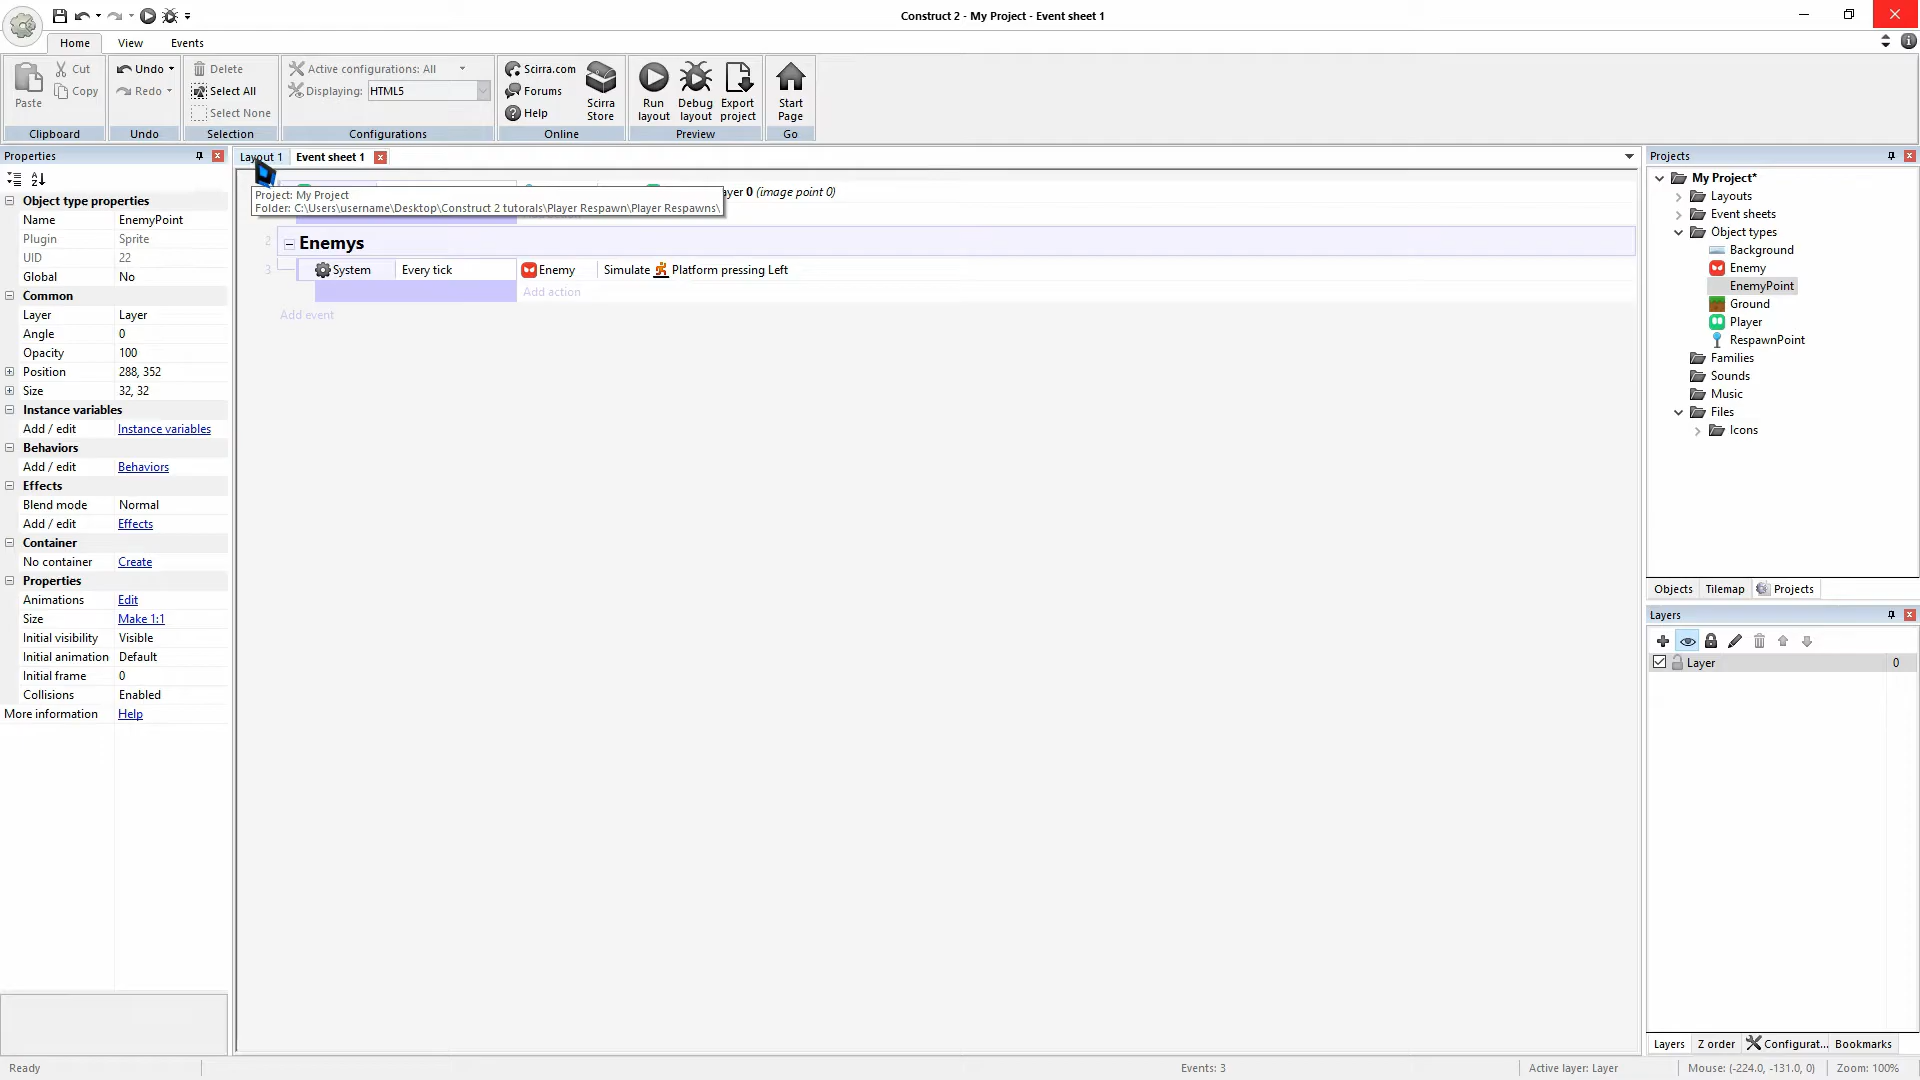 Construct 2 - My Project - Event sheet 1
Home View Events
Paste Cut Copy Clipboard
Undo Redo Undo
Delete Select All Select None Selection
Active configurations: All
Displaying: HTML5
Configurations
Scirra.com Forums Help Scirra Store Online
Run layout Debug layout Export project Preview
Start Page Go
Properties
Layout 1 Event sheet 1
Projects
Object type properties
Name EnemyPoint
Plugin Sprite
UID 22
Global No
Common
Layer Layer
Angle 0
Opacity 100
Position 288, 352
Size 32, 32
Instance variables
Add / edit Instance variables
Behaviors
Add / edit Behaviors
Effects
Blend mode Normal
Add / edit Effects
Container
No container Create
Properties
Animations Edit
Size Make 1:1
Initial visibility Visible
Initial animation Default
Initial frame 0
Collisions Enabled
More information Help
Project: My Project
Folder: C:\Users\username\Desktop\Construct 2 tutorals\Player Respawn\Player Respawns\
0 (image point 0)
2 Enemys
3 System Every tick Enemy Simulate Platform pressing Left
Add action
Add event
My Project*
Layouts
Event sheets
Object types
Background
Enemy
EnemyPoint
Ground
Player
RespawnPoint
Families
Sounds
Music
Files
Icons
Objects Tilemap Projects
Layers
Layer 0
Layers Z order Configurat... Bookmarks
Ready Events: 3 Active layer: Layer Mouse: (-224.0, -131.0, 0) Zoom: 100%